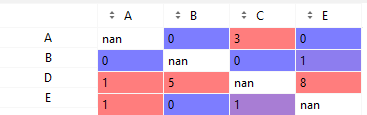 A B C E
A nan 0 3 0
B 0 nan 0 1
D 1 5 nan 8
E 1 0 1 nan